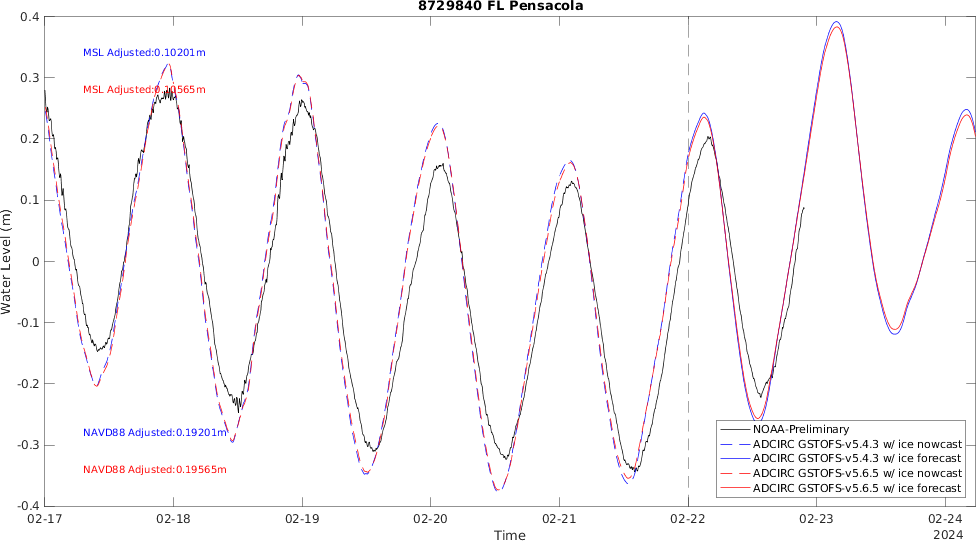 8729840 FL Pensacola
0.4
0.3
0.2
0.1
0
-0.1
-0.2
-0.3
-0.4
Water Level (m)
MSL Adjusted:0.10201m
MSL Adjusted:0.10565m
NAVD88 Adjusted:0.19201m
NAVD88 Adjusted:0.19565m
NOAA-Preliminary
ADCIRC GSTOFS-v5.4.3 w/ ice nowcast
ADCIRC GSTOFS-v5.4.3 w/ ice forecast
ADCIRC GSTOFS-v5.6.5 w/ ice nowcast
ADCIRC GSTOFS-v5.6.5 w/ ice forecast
02-17 02-18 02-19 02-20 02-21 02-22 02-23 02-24
Time
2024